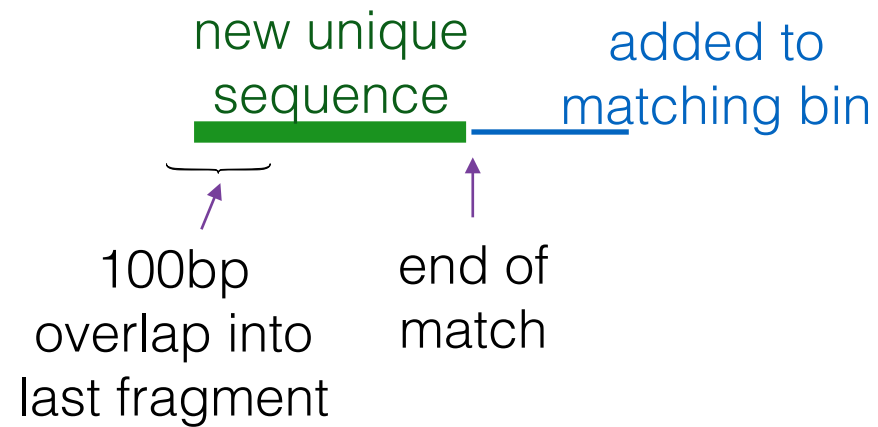 new unique
sequence
added to
matching bin
100bp
overlap into
last fragment
end of
match